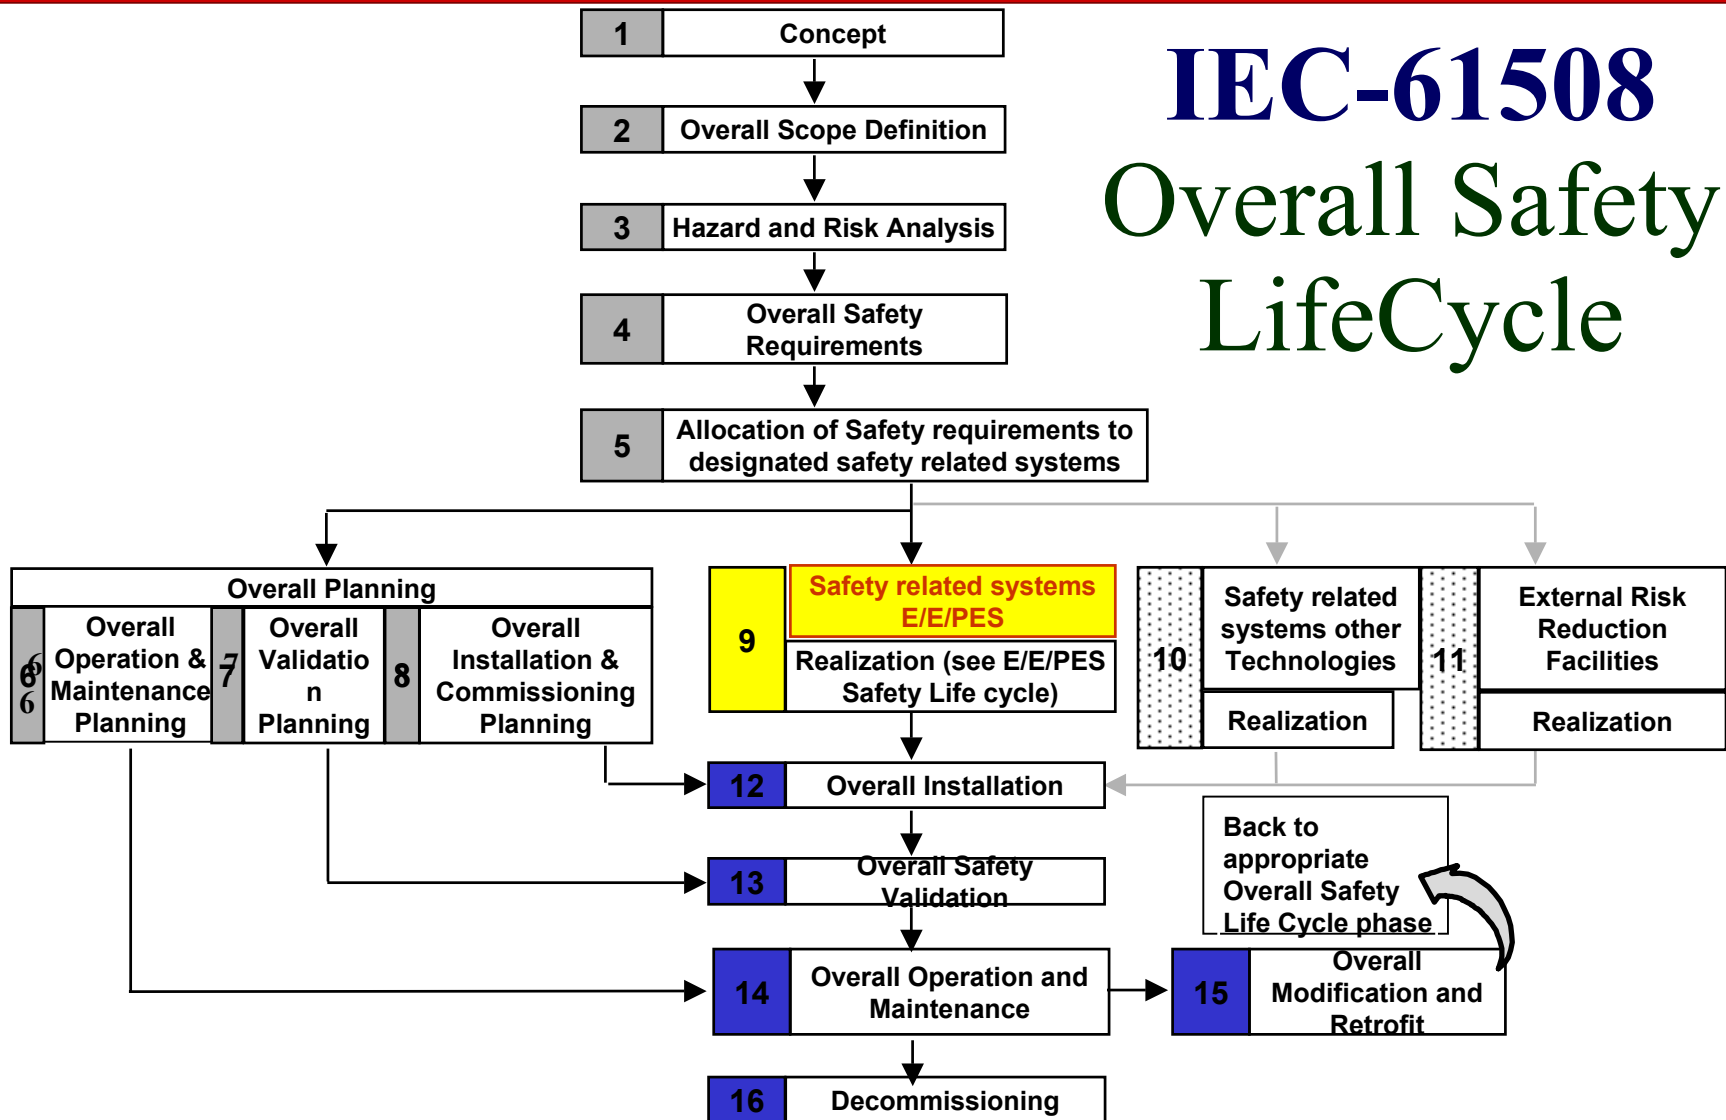 1
Concept
IEC-61508
Overall Safety
LifeCycle
2
Overall Scope Definition
3
Hazard and Risk Analysis
4
Overall Safety
Requirements
5
Allocation of Safety requirements to
designated safety related systems
Overall Planning
6
6
6
Overall
Operation &
Maintenance
Planning
7
7
Overall
Validatio
n
Planning
8
Overall
Installation &
Commissioning
Planning
9
Safety related systems
E/E/PES
Realization (see E/E/PES
Safety Life cycle)
10
Safety related
systems other
Technologies
Realization
11
External Risk
Reduction
Facilities
Realization
12
Overall Installation
13
Overall Safety
Validation
Back to
appropriate
Overall Safety
Life Cycle phase
14
Overall Operation and
Maintenance
15
Overall
Modification and
Retrofit
16
Decommissioning